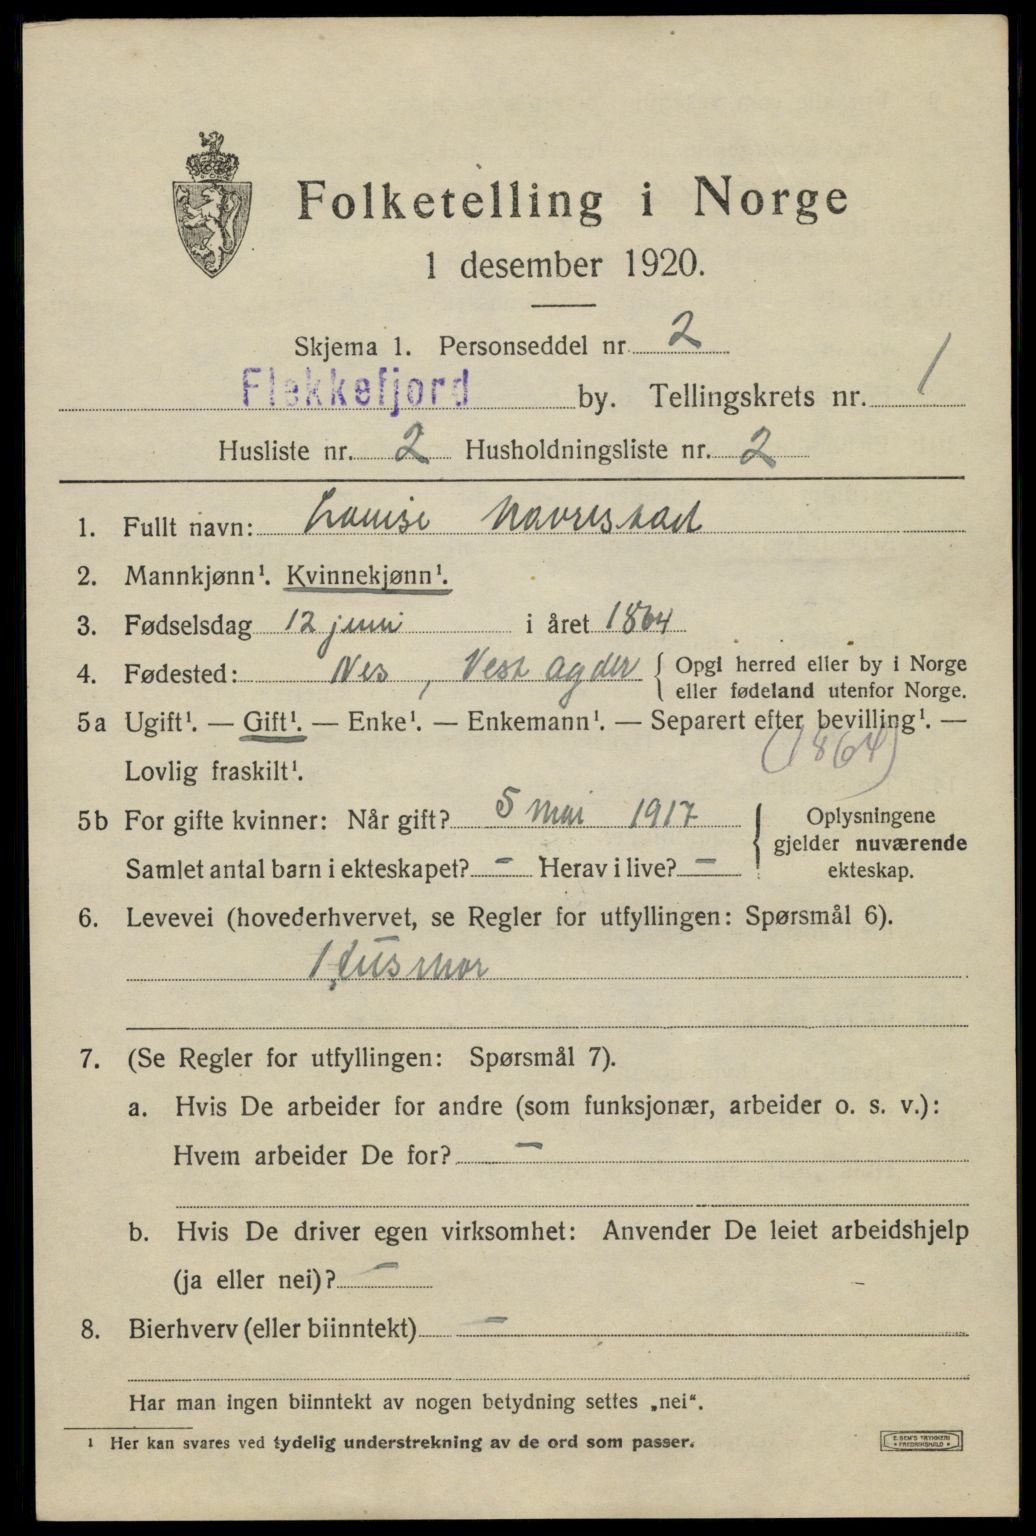 Folketelling i Norge
1 desember 1920.
Skjema 1. Personseddel nr. 2
Flekkefjord by. Tellingskrets nr. 1
Husliste nr. 2 Husholdningsliste nr. 2
1. Fullt navn: Louise Navrestad
2. Mannkjønn¹. Kvinnekjønn¹.
3. Fødselsdag 12 juni i året 1864
4. Fødested: Nes, Vest Agder { Opgi herred eller by i Norge
eller fødeland utenfor Norge.
5a Ugift¹. — Gift¹. — Enke¹. — Enkemann¹. — Separert efter bevilling¹. —
(1864)
Lovlig fraskilt¹.
5b For gifte kvinner: Når gift? 5 mai 1917 { Oplysningene
gjelder nuværende
Samlet antal barn i ekteskapet? – Herav i live? – ekteskap.
6. Levevei (hovederhvervet, se Regler for utfyllingen: Spørsmål 6).
Husmor
7. (Se Regler for utfyllingen: Spørsmål 7).
a. Hvis De arbeider for andre (som funksjonær, arbeider o. s. v.):
Hvem arbeider De for? –
b. Hvis De driver egen virksomhet: Anvender De leiet arbeidshjelp
(ja eller nei)? –
8. Bierhverv (eller biinntekt) –
Har man ingen biinntekt av nogen betydning settes „nei“.
¹ Her kan svares ved tydelig understrekning av de ord som passer.
E. SEM'S TRYKKERI
• FREDRIKSHALD •